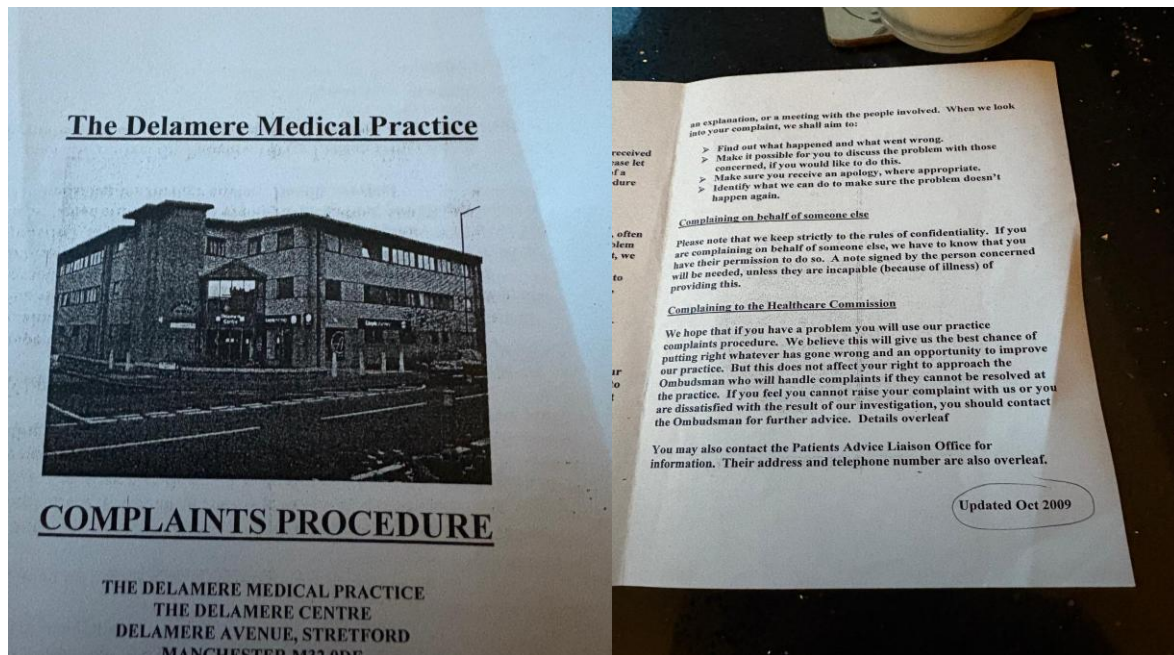 The Delamere Medical Practice
COMPLAINTS PROCEDURE
THE DELAMERE MEDICAL PRACTICE
THE DELAMERE CENTRE
DELAMERE AVENUE, STRETFORD
MANCHESTER M32 0DF
received
ease let
of a
dure
, often
blem
t, we
to
ur
to
an explanation, or a meeting with the people involved. When we look
into your complaint, we shall aim to:
➢ Find out what happened and what went wrong.
➢ Make it possible for you to discuss the problem with those
concerned, if you would like to do this.
➢ Make sure you receive an apology, where appropriate.
➢ Identify what we can do to make sure the problem doesn't
happen again.
Complaining on behalf of someone else
Please note that we keep strictly to the rules of confidentiality. If you
are complaining on behalf of someone else, we have to know that you
have their permission to do so. A note signed by the person concerned
will be needed, unless they are incapable (because of illness) of
providing this.
Complaining to the Healthcare Commission
We hope that if you have a problem you will use our practice
complaints procedure. We believe this will give us the best chance of
putting right whatever has gone wrong and an opportunity to improve
our practice. But this does not affect your right to approach the
Ombudsman who will handle complaints if they cannot be resolved at
the practice. If you feel you cannot raise your complaint with us or you
are dissatisfied with the result of our investigation, you should contact
the Ombudsman for further advice. Details overleaf
You may also contact the Patients Advice Liaison Office for
information. Their address and telephone number are also overleaf.
Updated Oct 2009